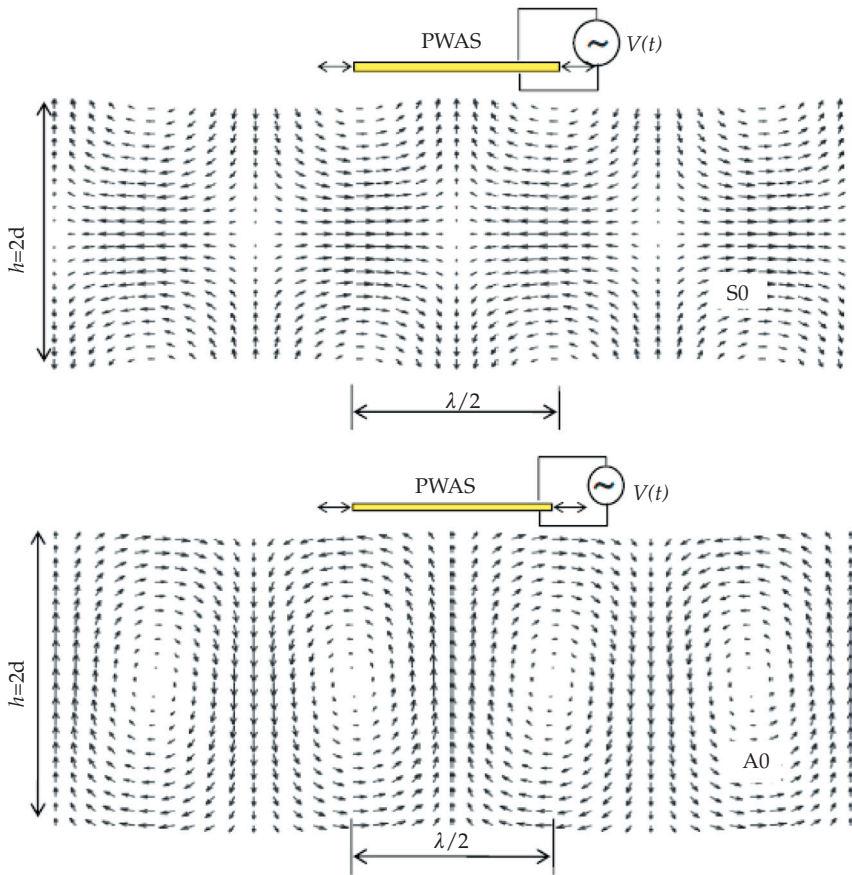 PWAS
V(t)
h=2d
S0
λ/2
PWAS
V(t)
h=2d
A0
λ/2